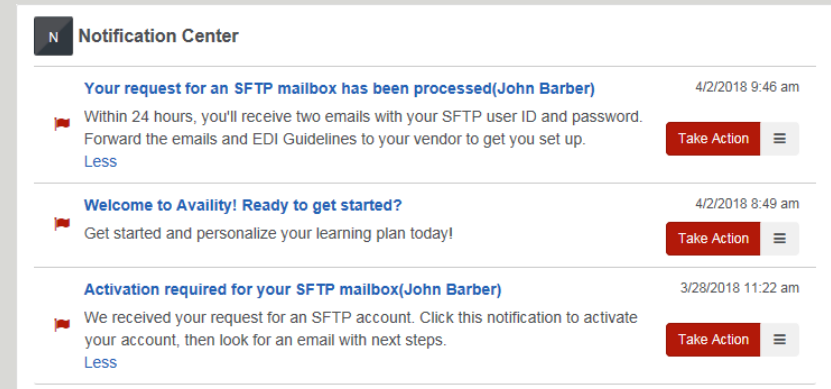 N Notification Center
Your request for an SFTP mailbox has been processed(John Barber) 4/2/2018 9:46 am
Within 24 hours, you'll receive two emails with your SFTP user ID and password.
Forward the emails and EDI Guidelines to your vendor to get you set up.
Take Action
Less
Welcome to Availity! Ready to get started? 4/2/2018 8:49 am
Get started and personalize your learning plan today!
Take Action
Activation required for your SFTP mailbox(John Barber) 3/28/2018 11:22 am
We received your request for an SFTP account. Click this notification to activate
your account, then look for an email with next steps.
Take Action
Less